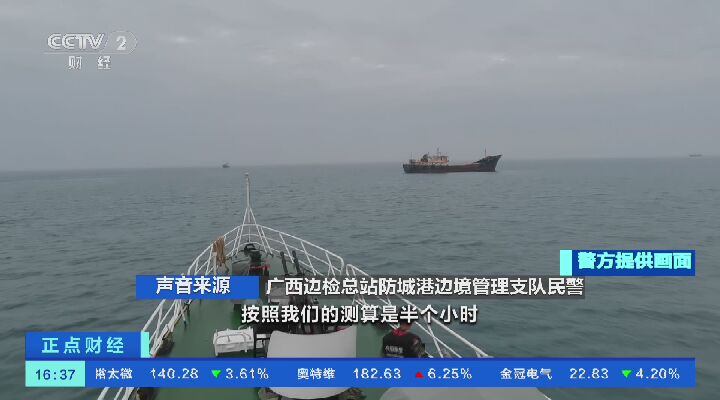 CCTV 2
财经
警方提供画面
声音来源 广西边检总站防城港边境管理支队民警
按照我们的测算是半个小时
正点财经
16:37 格太微 140.28 ▼3.61% 奥特维 182.63 ▲6.25% 金冠电气 22.83 ▼4.20%